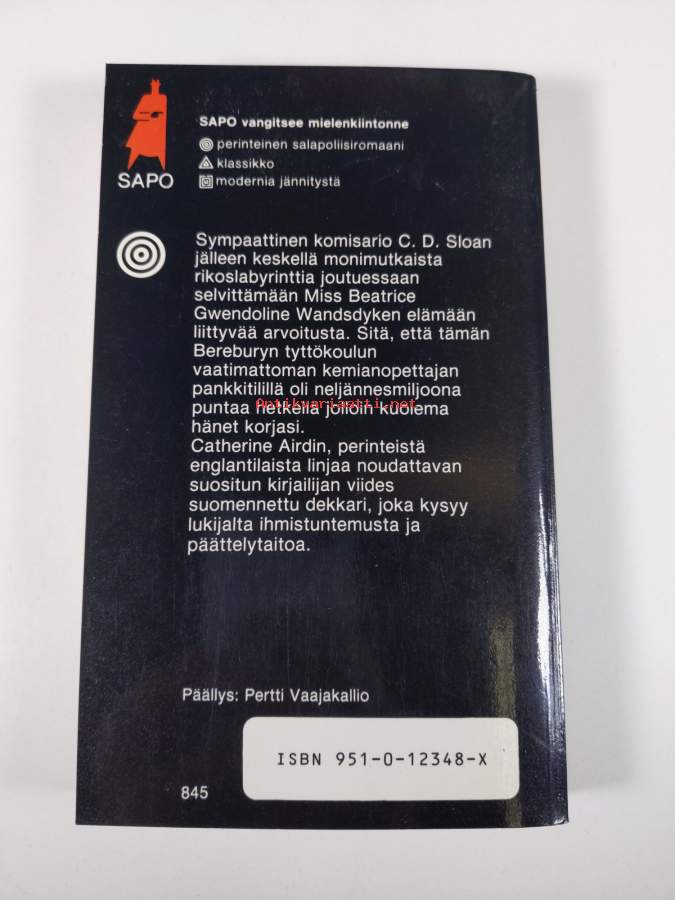 SAPO
SAPO vangitsee mielenkiintonne
perinteinen salapoliisiromaani
klassikko
modernia jännitystä
Sympaattinen komisario C. D. Sloan
jälleen keskellä monimutkaista
rikoslabyrinttia joutuessaan
selvittämään Miss Beatrice
Gwendoline Wandsdyken elämään
liittyvää arvoitusta. Sitä, että tämän
Bereburyn tyttökoulun
vaatimattoman kemianopettajan
pankkitilillä oli neljännesmiljoona
puntaa hetkellä jolloin kuolema
Antikvariaatti.net
hänet korjasi.
Catherine Airdin, perinteistä
englantilaista linjaa noudattavan
suositun kirjailijan viides
suomennettu dekkari, joka kysyy
lukijalta ihmistuntemusta ja
päättelytaitoa.
Päällys: Pertti Vaajakallio
ISBN 951-0-12348-X
845